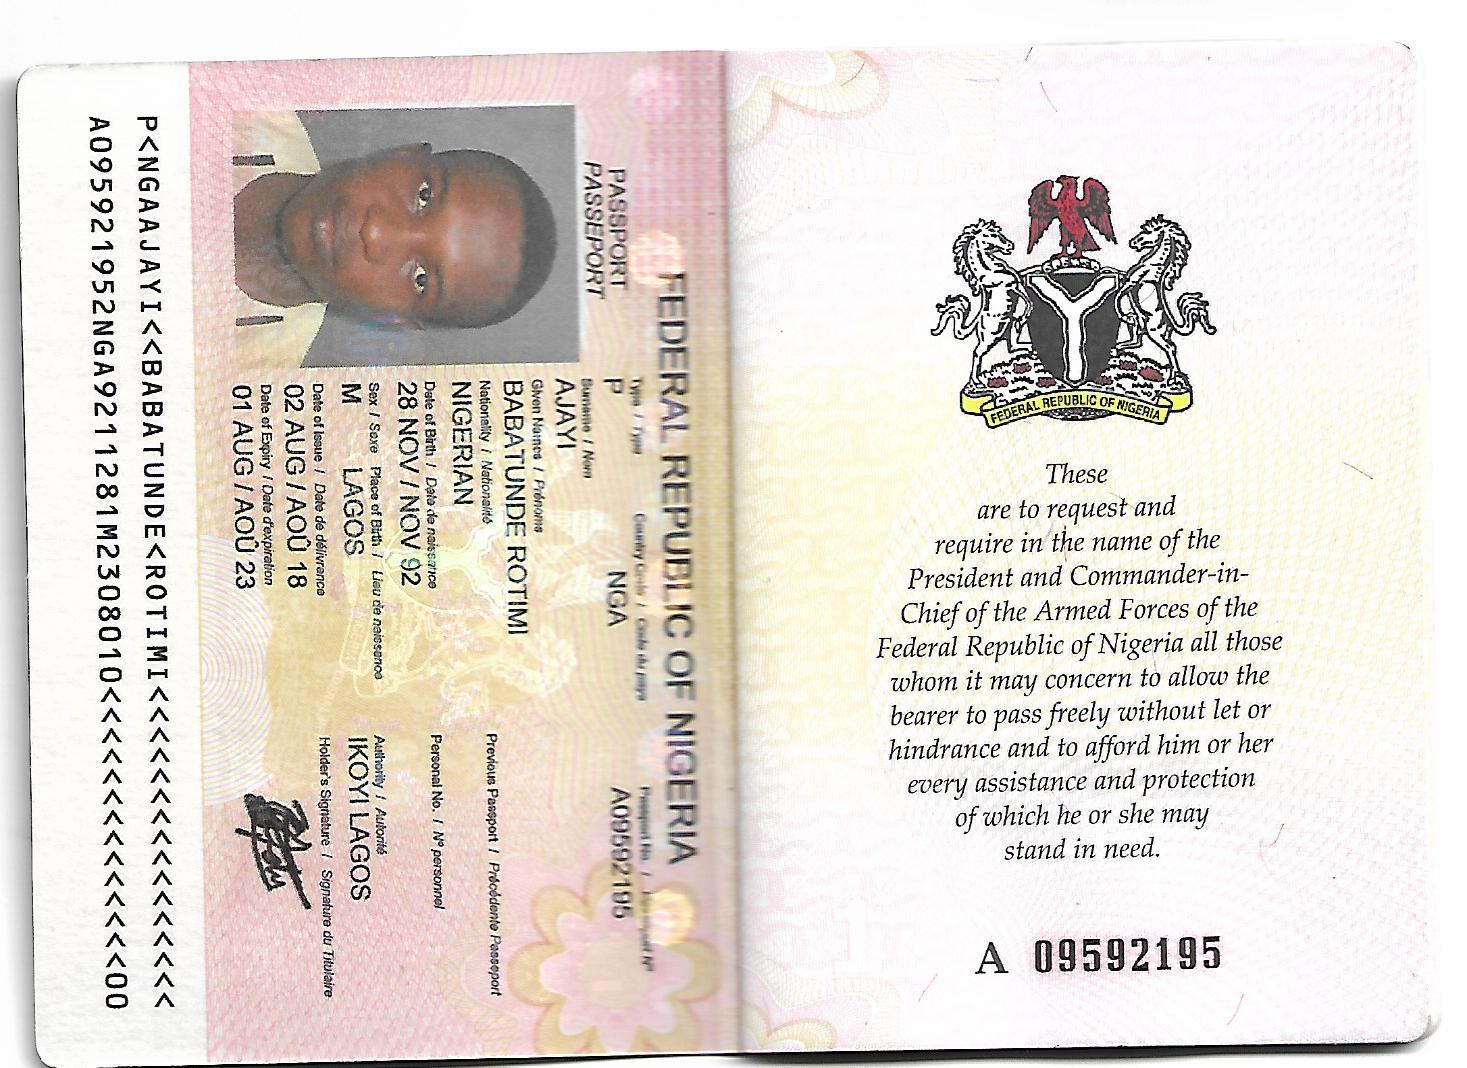 FEDERAL REPUBLIC OF NIGERIA
PASSPORT
PASSEPORT
Type / Type
Country Code / Code du pays
Passport No. /
P
NGA
A09592195
Surname / Nom
AJAYI
Given Names / Prénoms
BABATUNDE ROTIMI
Nationality / Nationalité
Previous Passport / Précédente Passeport
NIGERIAN
Date of Birth / Date de naissance
Personal No. / N° personnel
28 NOV / NOV 92
Sex / Sexe
Place of Birth / Lieu de naissance
Authority / Autorité
M
LAGOS
IKOYI LAGOS
Date of Issue / Date de délivrance
Holder's Signature / Signature du Titulaire
02 AUG / AOÛ 18
Date of Expiry / Date d'expiration
01 AUG / AOÛ 23
P<NGAAJAYI<<BABATUNDE<ROTIMI<<<<<<<<<<<<<<<<
A095921952NGA9211281M2308010<<<<<<<<<<<<<<00
FEDERAL REPUBLIC OF NIGERIA
These
are to request and
require in the name of the
President and Commander-in-
Chief of the Armed Forces of the
Federal Republic of Nigeria all those
whom it may concern to allow the
bearer to pass freely without let or
hindrance and to afford him or her
every assistance and protection
of which he or she may
stand in need.
A 09592195